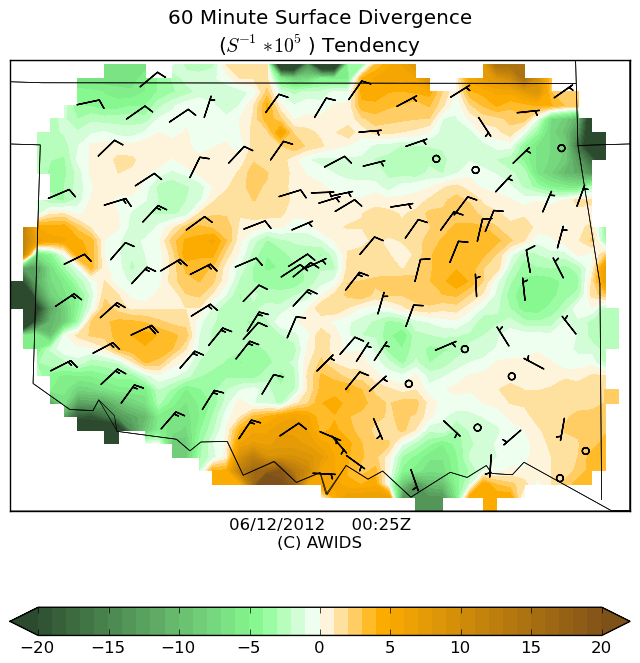 60 Minute Surface Divergence
(S⁻¹ *10⁵ ) Tendency
06/12/2012 00:25Z
(C) AWIDS
−20 −15 −10 −5 0 5 10 15 20